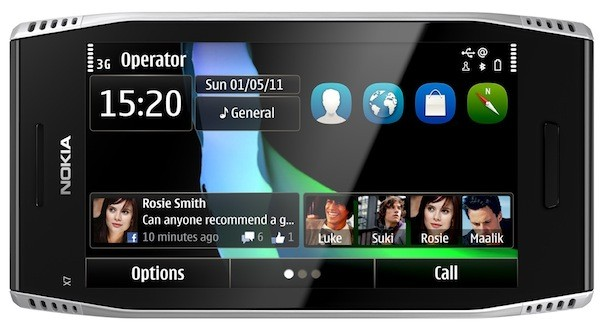 3G Operator
@
15:20
Sun 01/05/11
General
NOKIA
Rosie Smith
Can anyone recommend a g...
f 10 minutes ago 6 1
Luke Suki Rosie Maalik
Options Call
X7